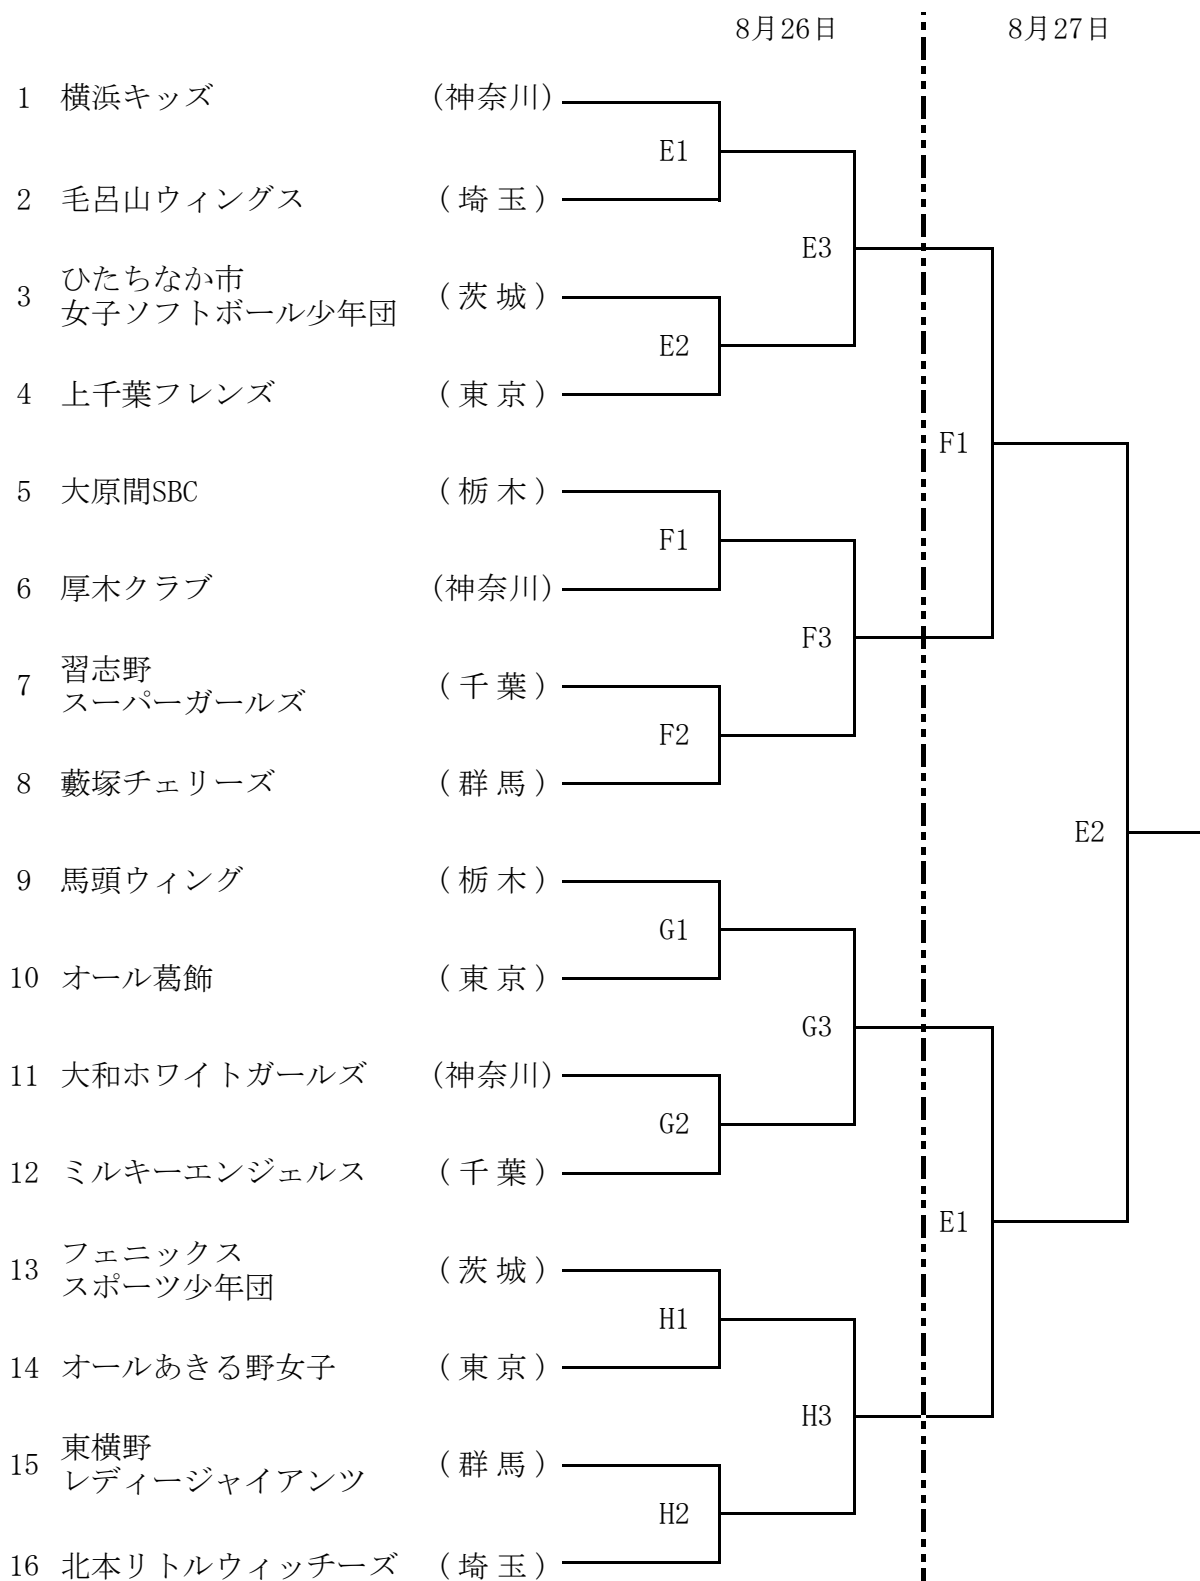 8月26日 8月27日
1 横浜キッズ (神奈川)
E1
2 毛呂山ウィングス (埼玉)
E3
3 ひたちなか市
女子ソフトボール少年団 (茨城)
E2
4 上千葉フレンズ (東京)
F1
5 大原間SBC (栃木)
F1
6 厚木クラブ (神奈川)
F3
7 習志野
スーパーガールズ (千葉)
F2
8 藪塚チェリーズ (群馬)
E2
9 馬頭ウィング (栃木)
G1
10 オール葛飾 (東京)
G3
11 大和ホワイトガールズ (神奈川)
G2
12 ミルキーエンジェルス (千葉)
E1
13 フェニックス
スポーツ少年団 (茨城)
H1
14 オールあきる野女子 (東京)
H3
15 東横野
レディージャイアンツ (群馬)
H2
16 北本リトルウィッチーズ (埼玉)